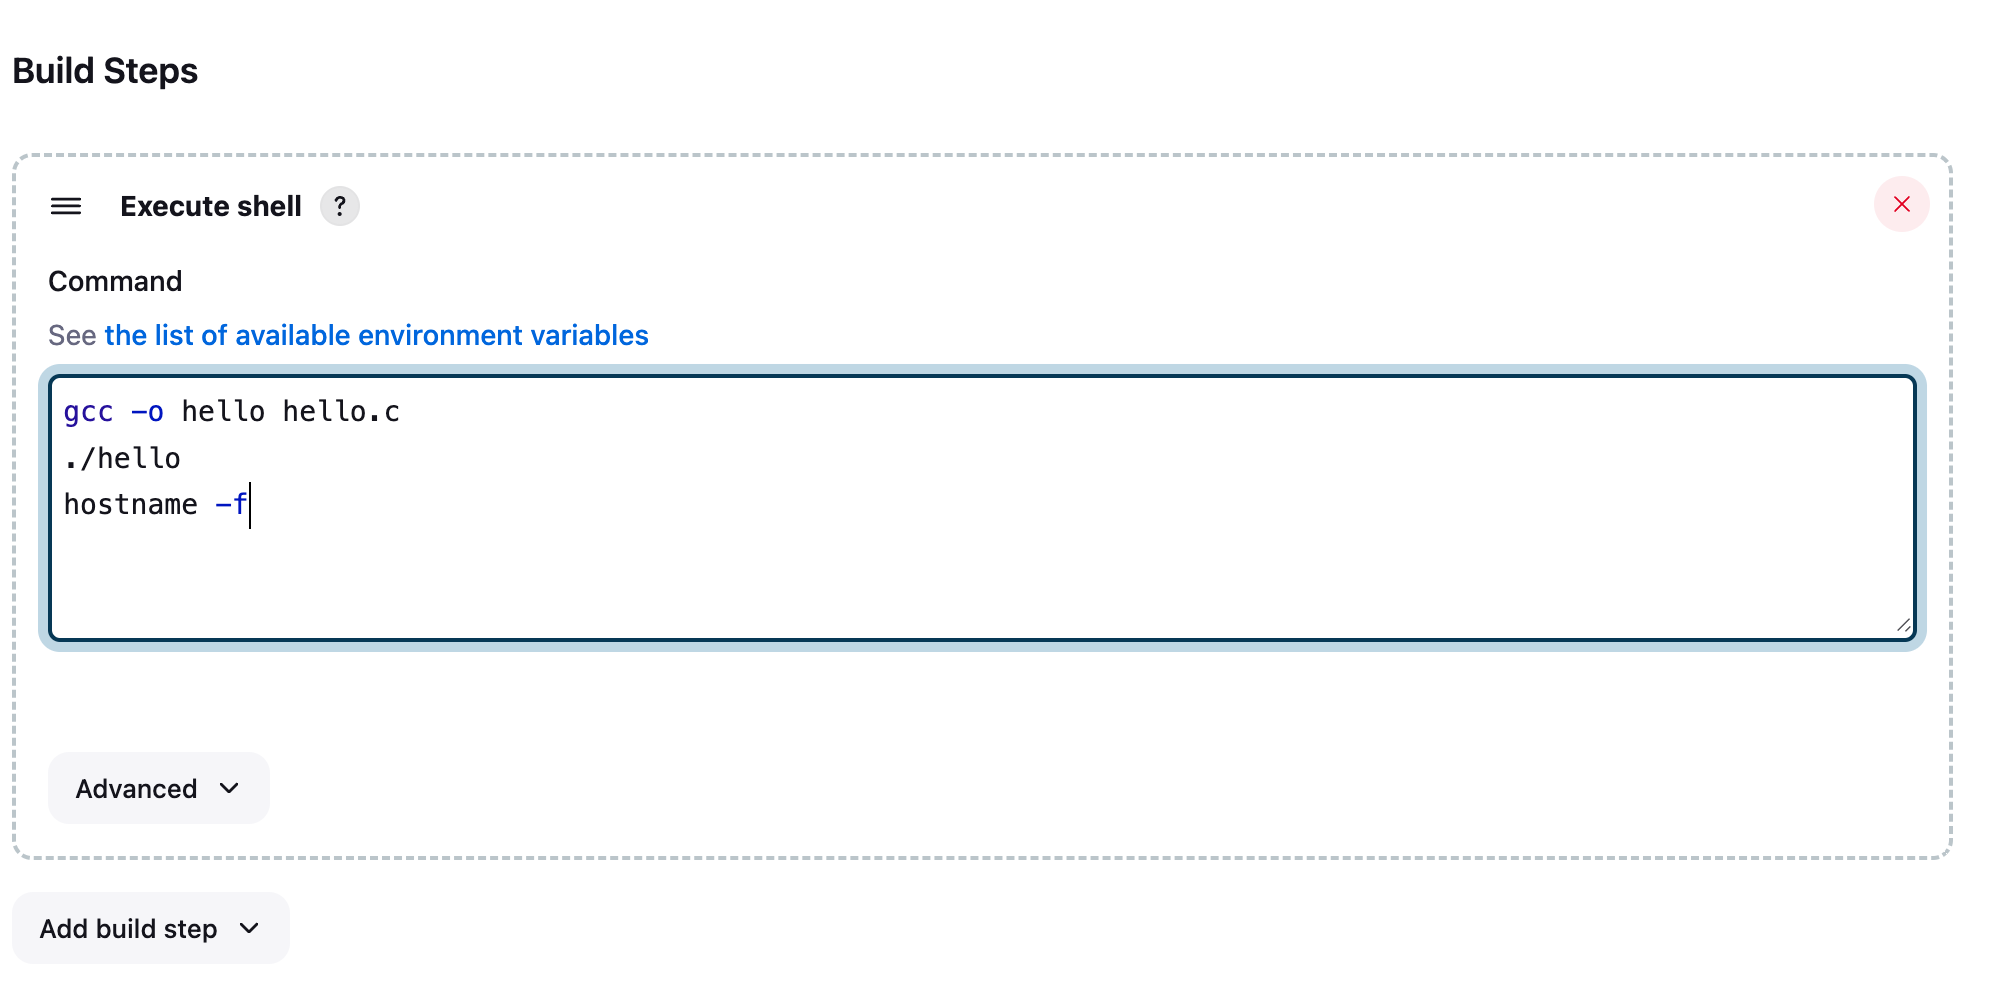 Build Steps
Execute shell ?
Command
See the list of available environment variables
gcc -o hello hello.c
./hello
hostname -f
Advanced
Add build step